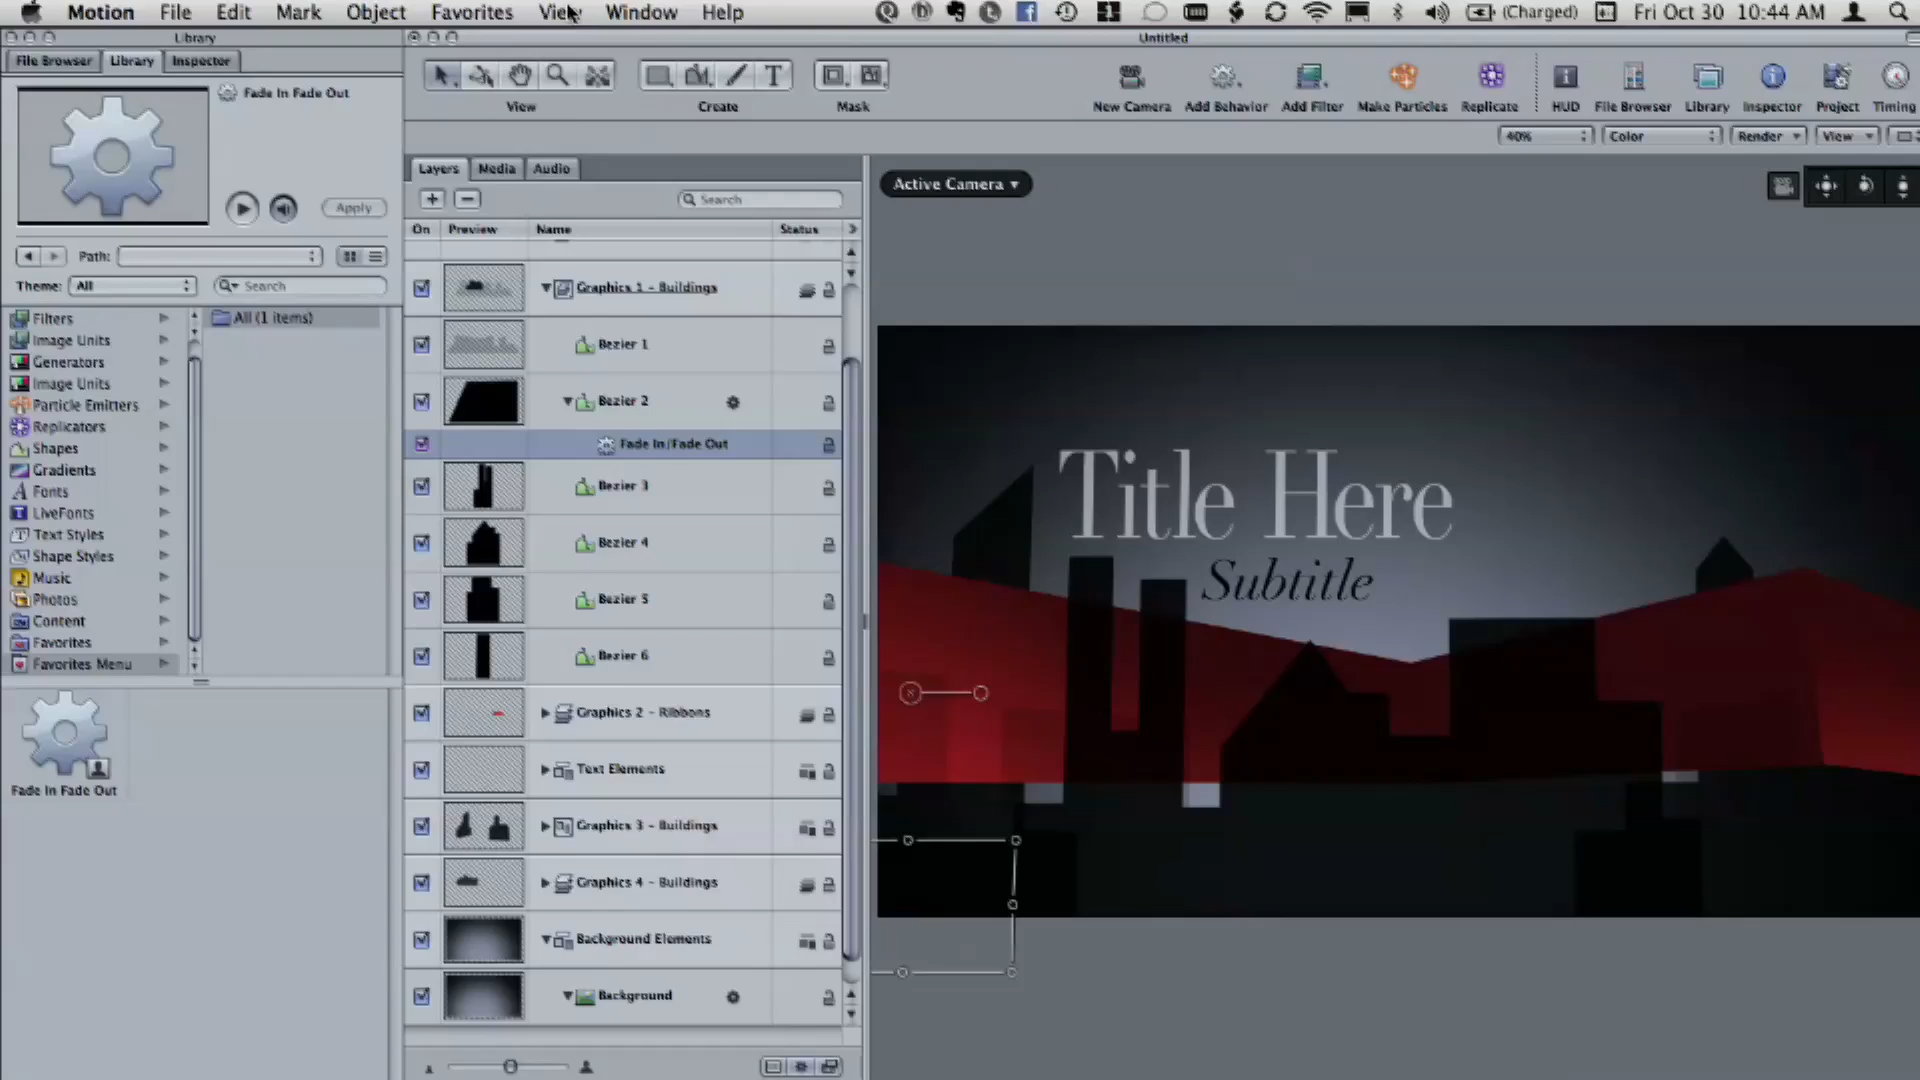 Motion File Edit Mark Object Favorites View Window Help (Charged) Fri Oct 30 10:44 AM
Library Untitled
File Browser Library Inspector
Fade In Fade Out
View Create Mask New Camera Add Behavior Add Filter Make Particles Replicate HUD File Browser Library Inspector Project Timing
40% Color Render View
Layers Media Audio
Active Camera
Apply
Search
On Preview Name Status
Path:
Theme: All Search
Filters
Image Units
Generators
Image Units
Particle Emitters
Replicators
Shapes
Gradients
Fonts
LiveFonts
Text Styles
Shape Styles
Music
Photos
Content
Favorites
Favorites Menu
All (1 items)
Fade In Fade Out
Graphics 1 - Buildings
Bezier 1
Bezier 2
Fade In/Fade Out
Bezier 3
Bezier 4
Bezier 5
Bezier 6
Graphics 2 - Ribbons
Text Elements
Graphics 3 - Buildings
Graphics 4 - Buildings
Background Elements
Background
Title Here
Subtitle